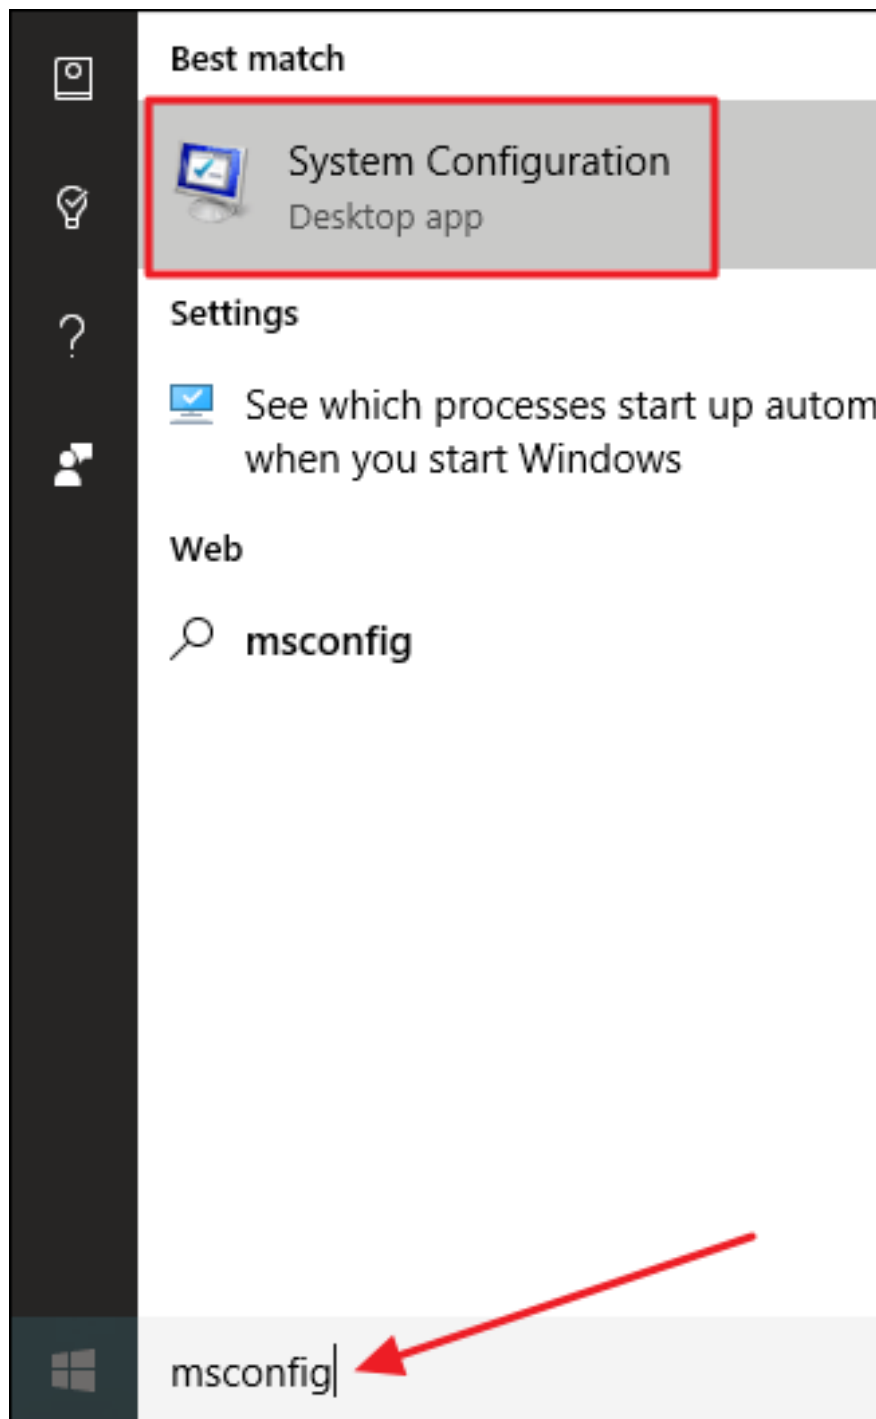 Best match
System Configuration
Desktop app
Settings
See which processes start up autom
when you start Windows
Web
msconfig
msconfig